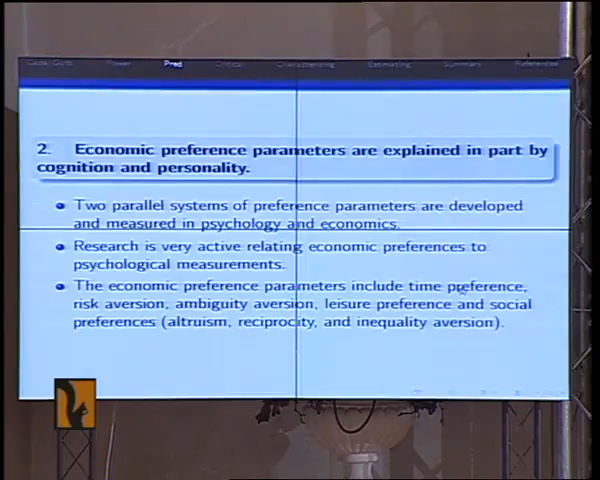 Power Pred Critical Characterizing Estimating Summary References
2. Economic preference parameters are explained in part by
cognition and personality.
Two parallel systems of preference parameters are developed
and measured in psychology and economics.
Research is very active relating economic preferences to
psychological measurements.
The economic preference parameters include time preference,
risk aversion, ambiguity aversion, leisure preference and social
preferences (altruism, reciprocity, and inequality aversion).